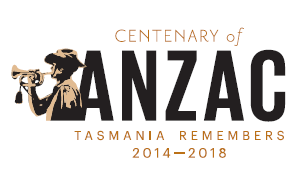 CENTENARY of
ANZAC
TASMANIA REMEMBERS
2014–2018